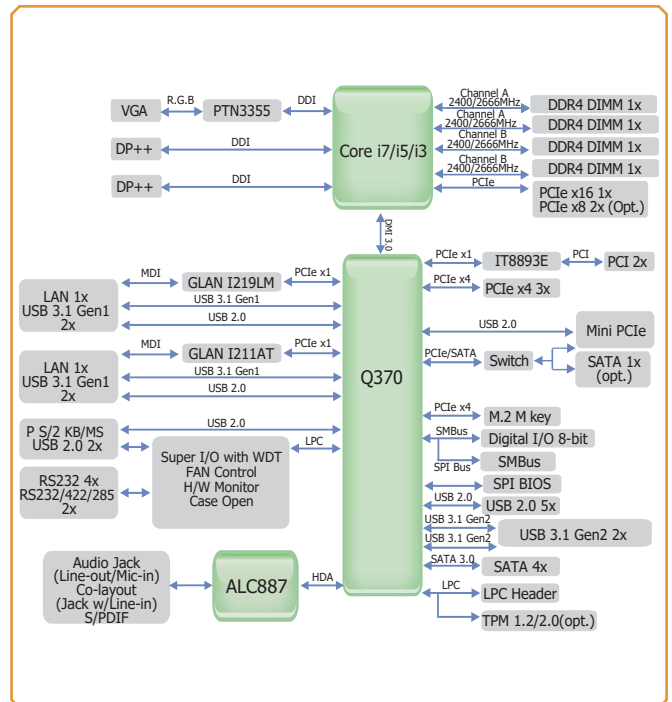 VGA
R.G.B
PTN3355
DDI
Core i7/i5/i3
Channel A
2400/2666MHz
DDR4 DIMM 1x
Channel A
2400/2666MHz
DDR4 DIMM 1x
DP++
DDI
Channel B
2400/2666MHz
DDR4 DIMM 1x
Channel B
2400/2666MHz
DDR4 DIMM 1x
DP++
DDI
PCIe
PCIe x16 1x
PCIe x8 2x (Opt.)
DMI 3.0
Q370
LAN 1x
USB 3.1 Gen1
2x
MDI
GLAN I219LM
PCIe x1
USB 3.1 Gen1
USB 2.0
LAN 1x
USB 3.1 Gen1
2x
MDI
GLAN I211AT
PCIe x1
USB 3.1 Gen1
USB 2.0
P S/2 KB/MS
USB 2.0 2x
USB 2.0
Super I/O with WDT
FAN Control
H/W Monitor
Case Open
LPC
RS232 4x
RS232/422/285
2x
Audio Jack
(Line-out/Mic-in)
Co-layout
(Jack w/Line-in)
S/PDIF
ALC887
HDA
PCIe x1
IT8893E
PCI
PCI 2x
PCIe x4
PCIe x4 3x
USB 2.0
Mini PCIe
PCIe/SATA
Switch
SATA 1x
(opt.)
PCIe x4
M.2 M key
SMBus
Digital I/O 8-bit
SMBus
SPI Bus
SPI BIOS
USB 2.0
USB 2.0 5x
USB 3.1 Gen2
USB 3.1 Gen2
USB 3.1 Gen2 2x
SATA 3.0
SATA 4x
LPC
LPC Header
TPM 1.2/2.0(opt.)